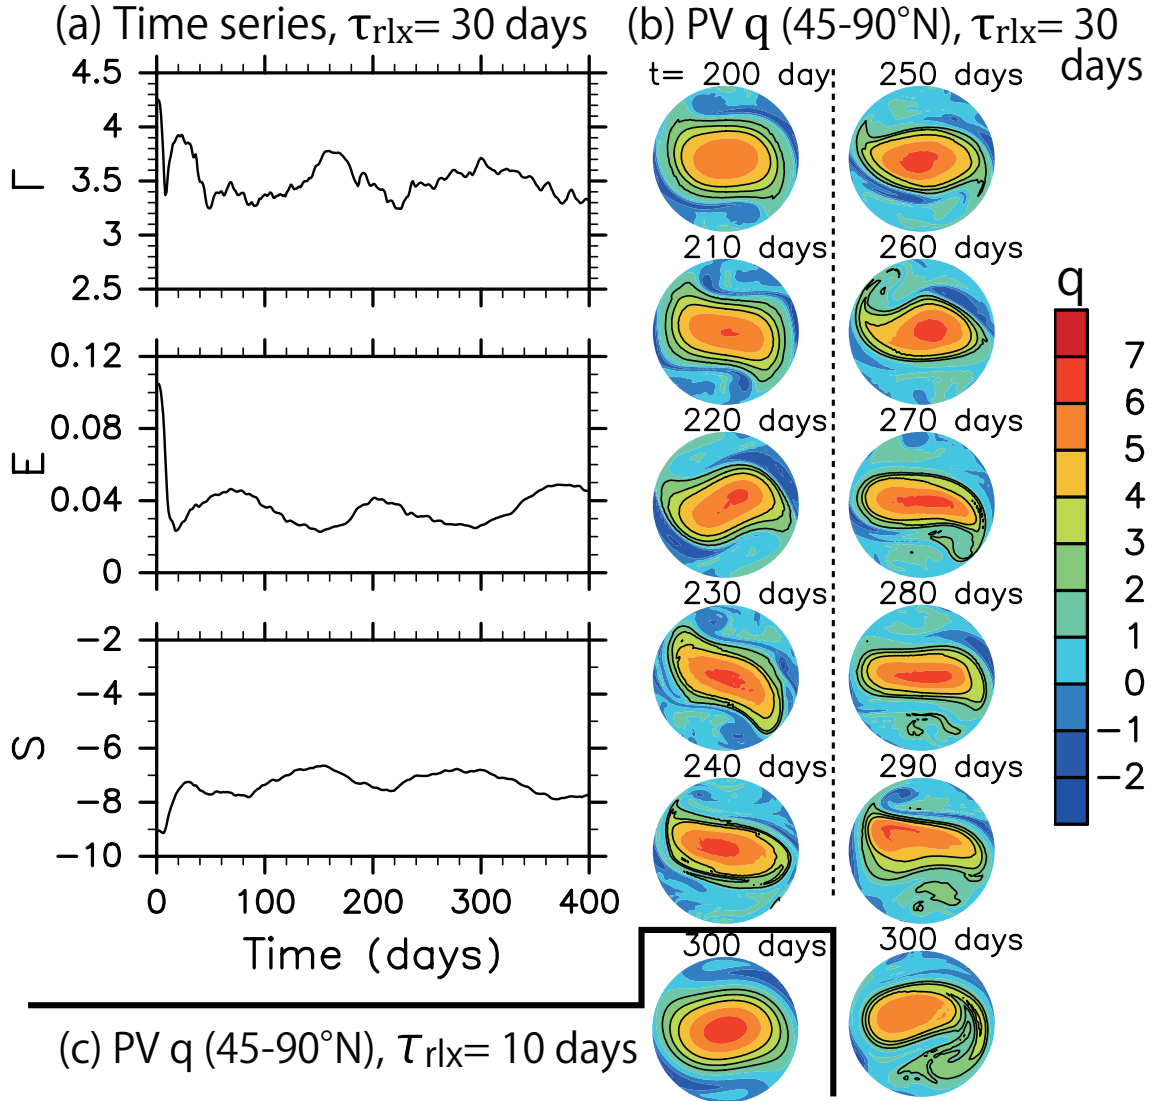 (a) Time series, τrlx= 30 days
(b) PV q (45-90°N), τrlx= 30 days
Γ
4.5
4
3.5
3
2.5
E
0.12
0.08
0.04
0
S
−2
−4
−6
−8
−10
0 100 200 300 400
Time (days)
t= 200 day
250 days
210 days
260 days
220 days
270 days
230 days
280 days
240 days
290 days
300 days
300 days
q
7
6
5
4
3
2
1
0
−1
−2
(c) PV q (45-90°N), τrlx= 10 days